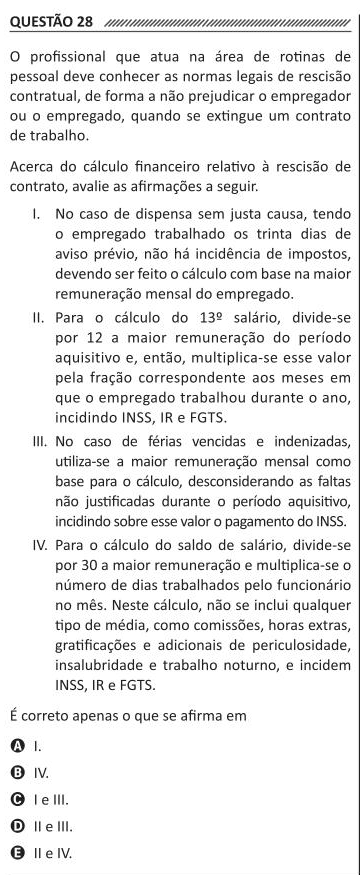 QUESTÃO 28
O profissional que atua na área de rotinas de
pessoal deve conhecer as normas legais de rescisão
contratual, de forma a não prejudicar o empregador
ou o empregado, quando se extingue um contrato
de trabalho.
Acerca do cálculo financeiro relativo à rescisão de
contrato, avalie as afirmações a seguir.
I. No caso de dispensa sem justa causa, tendo
o empregado trabalhado os trinta dias de
aviso prévio, não há incidência de impostos,
devendo ser feito o cálculo com base na maior
remuneração mensal do empregado.
II. Para o cálculo do 13º salário, divide-se
por 12 a maior remuneração do período
aquisitivo e, então, multiplica-se esse valor
pela fração correspondente aos meses em
que o empregado trabalhou durante o ano,
incidindo INSS, IR e FGTS.
III. No caso de férias vencidas e indenizadas,
utiliza-se a maior remuneração mensal como
base para o cálculo, desconsiderando as faltas
não justificadas durante o período aquisitivo,
incidindo sobre esse valor o pagamento do INSS.
IV. Para o cálculo do saldo de salário, divide-se
por 30 a maior remuneração e multiplica-se o
número de dias trabalhados pelo funcionário
no mês. Neste cálculo, não se inclui qualquer
tipo de média, como comissões, horas extras,
gratificações e adicionais de periculosidade,
insalubridade e trabalho noturno, e incidem
INSS, IR e FGTS.
É correto apenas o que se afirma em
A I.
B IV.
C I e III.
D II e III.
E II e IV.